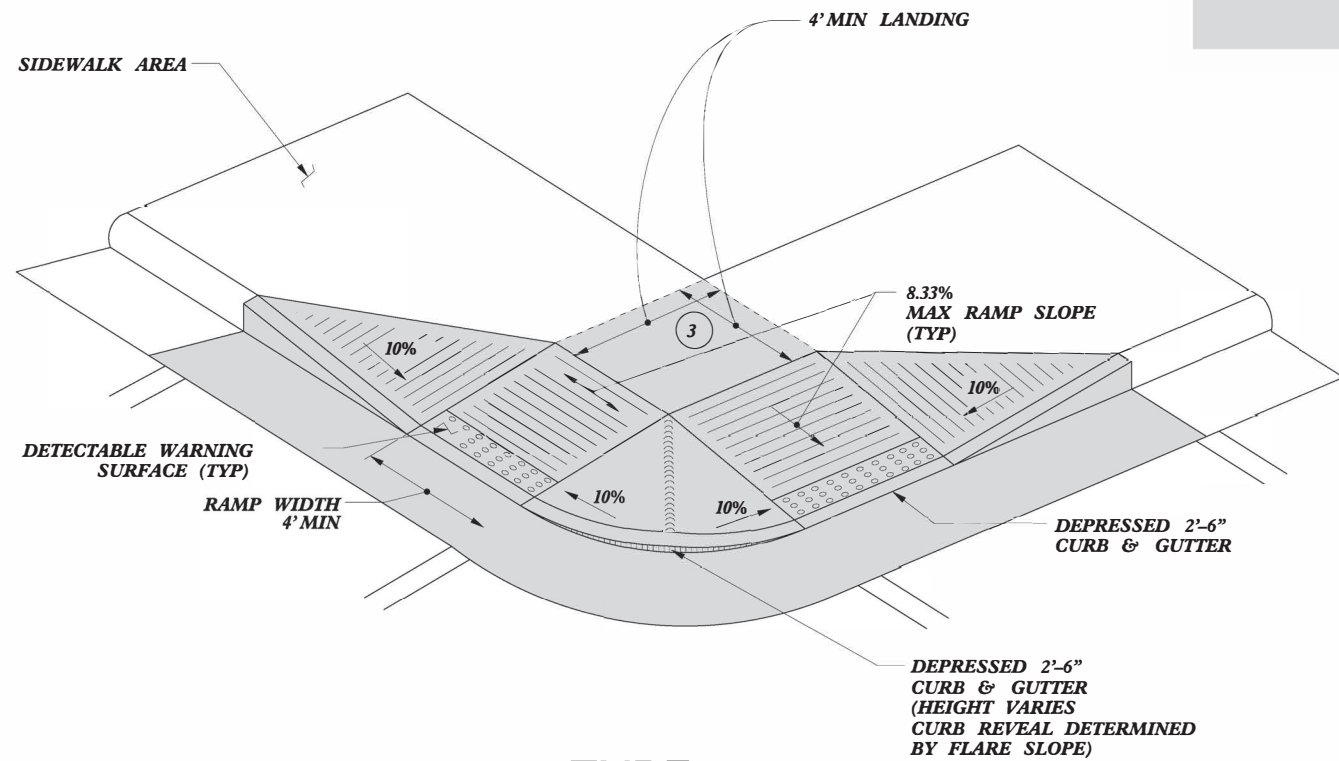 4' MIN LANDING
SIDEWALK AREA
8.33%
MAX RAMP SLOPE
(TYP)
3
10%
10%
DETECTABLE WARNING
SURFACE (TYP)
RAMP WIDTH
4' MIN
10%
10%
DEPRESSED 2'–6"
CURB & GUTTER
DEPRESSED 2'–6"
CURB & GUTTER
(HEIGHT VARIES
CURB REVEAL DETERMINED
BY FLARE SLOPE)